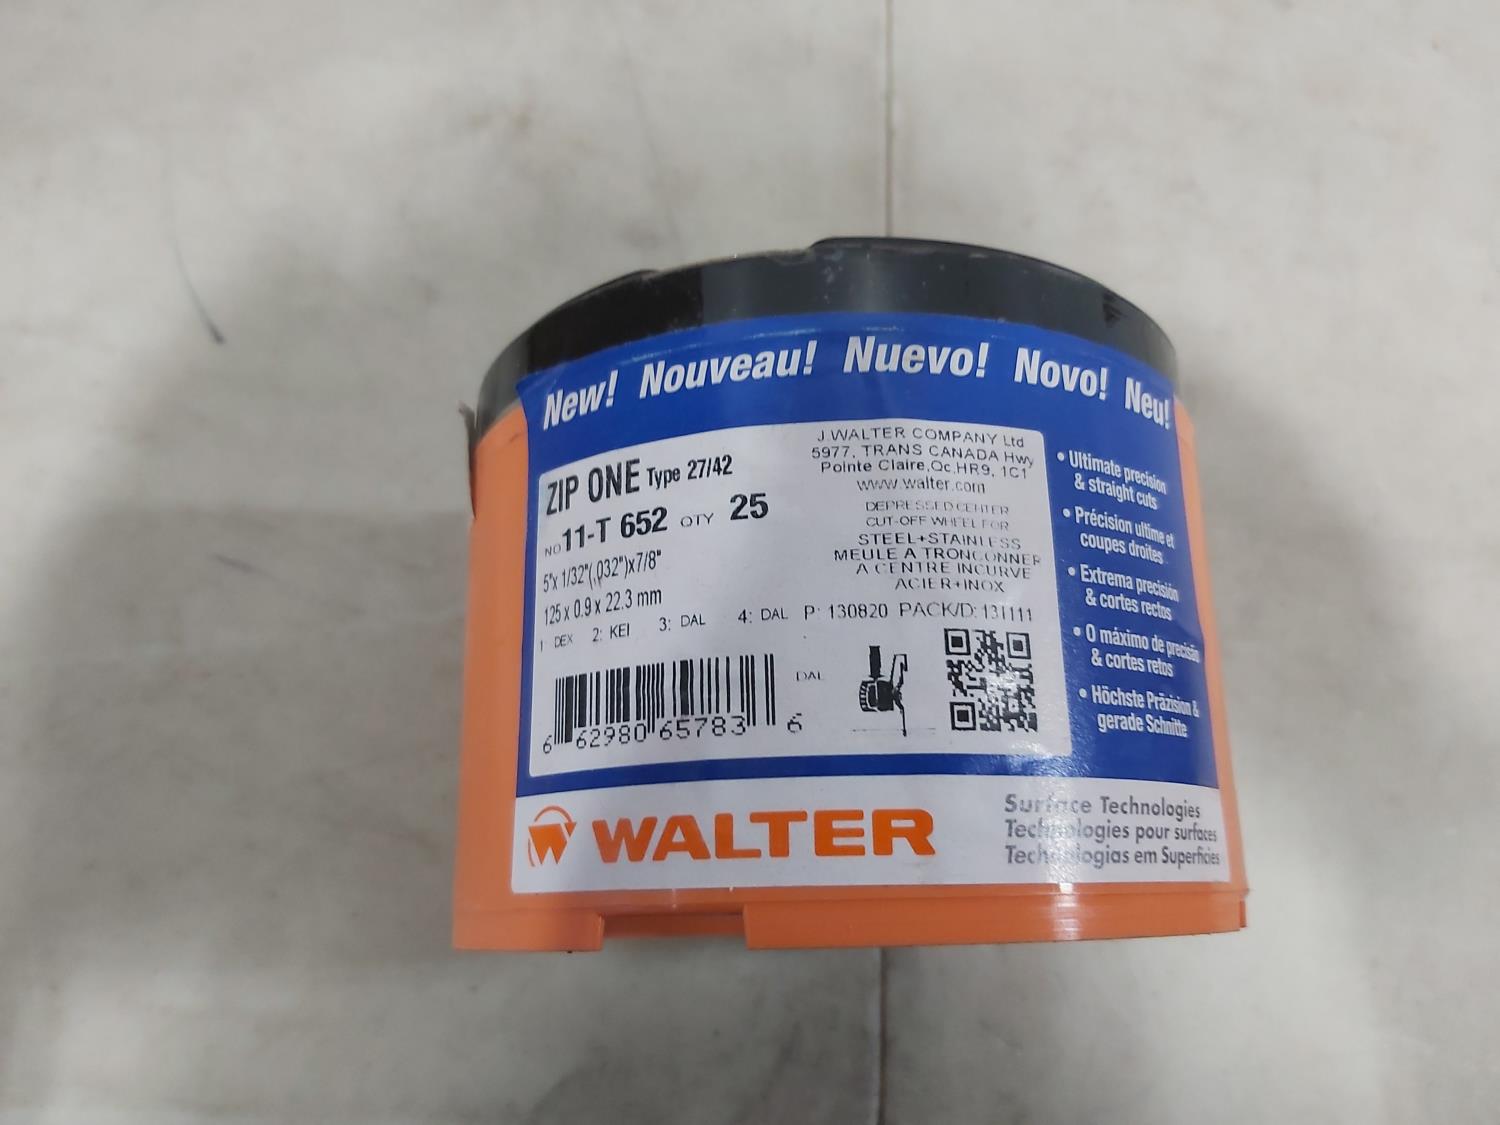 New! Nouveau! Nuevo! Novo! Neu!
ZIP ONE Type 27/42
NO 11-T 652 QTY 25
5"x 1/32"(.032")x7/8"
125 x 0.9 x 22.3 mm
J.WALTER COMPANY Ltd
5977, TRANS CANADA Hwy
Pointe Claire,Qc,HR9, 1C1
www.walter.com
DEPRESSED CENTER
CUT-OFF WHEEL FOR
STEEL+STAINLESS
MEULE A TRONCONNER
A CENTRE INCURVE
ACIER+INOX
1: DEX 2: KEI 3: DAL 4: DAL P: 130820 PACK/D: 131111
DAL
6 62980 65783 6
• Ultimate precision
& straight cuts
• Précision ultime et
coupes droites
• Extrema precisión
& cortes rectos
• O máximo de precisão
& cortes retos
• Höchste Präzision &
gerade Schnitte
WALTER
Surface Technologies
Technologies pour surfaces
Technologias em Superficies